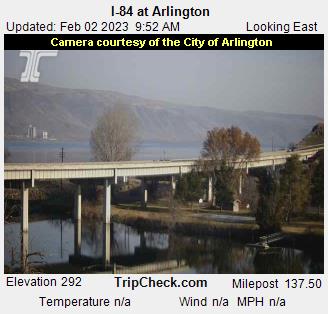 I-84 at Arlington
Updated: Feb 02 2023 9:52 AM Looking East
Camera courtesy of the City of Arlington
Elevation 292 TripCheck.com Milepost 137.50
Temperature n/a Wind n/a MPH n/a